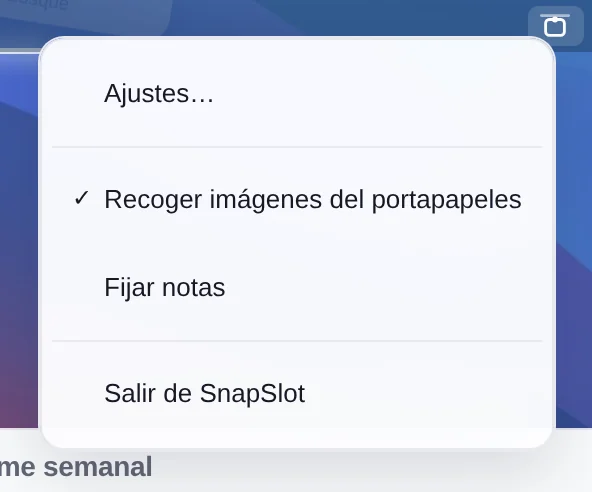 Ajustes…
✓ Recoger imágenes del portapapeles
Fijar notas
Salir de SnapSlot
me semanal